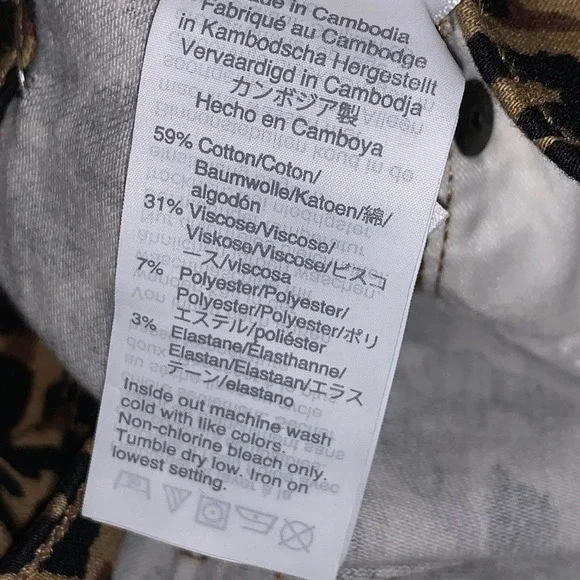 Made in Cambodia
Fabriqué au Cambodge
in Kambodscha Hergestellt
Vervaardigd in Cambodja
カンボジア製
Hecho en Camboya
59% Cotton/Coton/
Baumwolle/Katoen/綿/
algodón
31% Viscose/Viscose/
Viskose/Viscose/ビスコ
ース/viscosa
7% Polyester/Polyester/
Polyester/Polyester/ポリ
エステル/poliéster
3% Elastane/Elasthanne/
Elastan/Elastaan/エラス
テーン/elastano
Inside out machine wash
cold with like colors.
Non-chlorine bleach only.
Tumble dry low. Iron on
lowest setting.